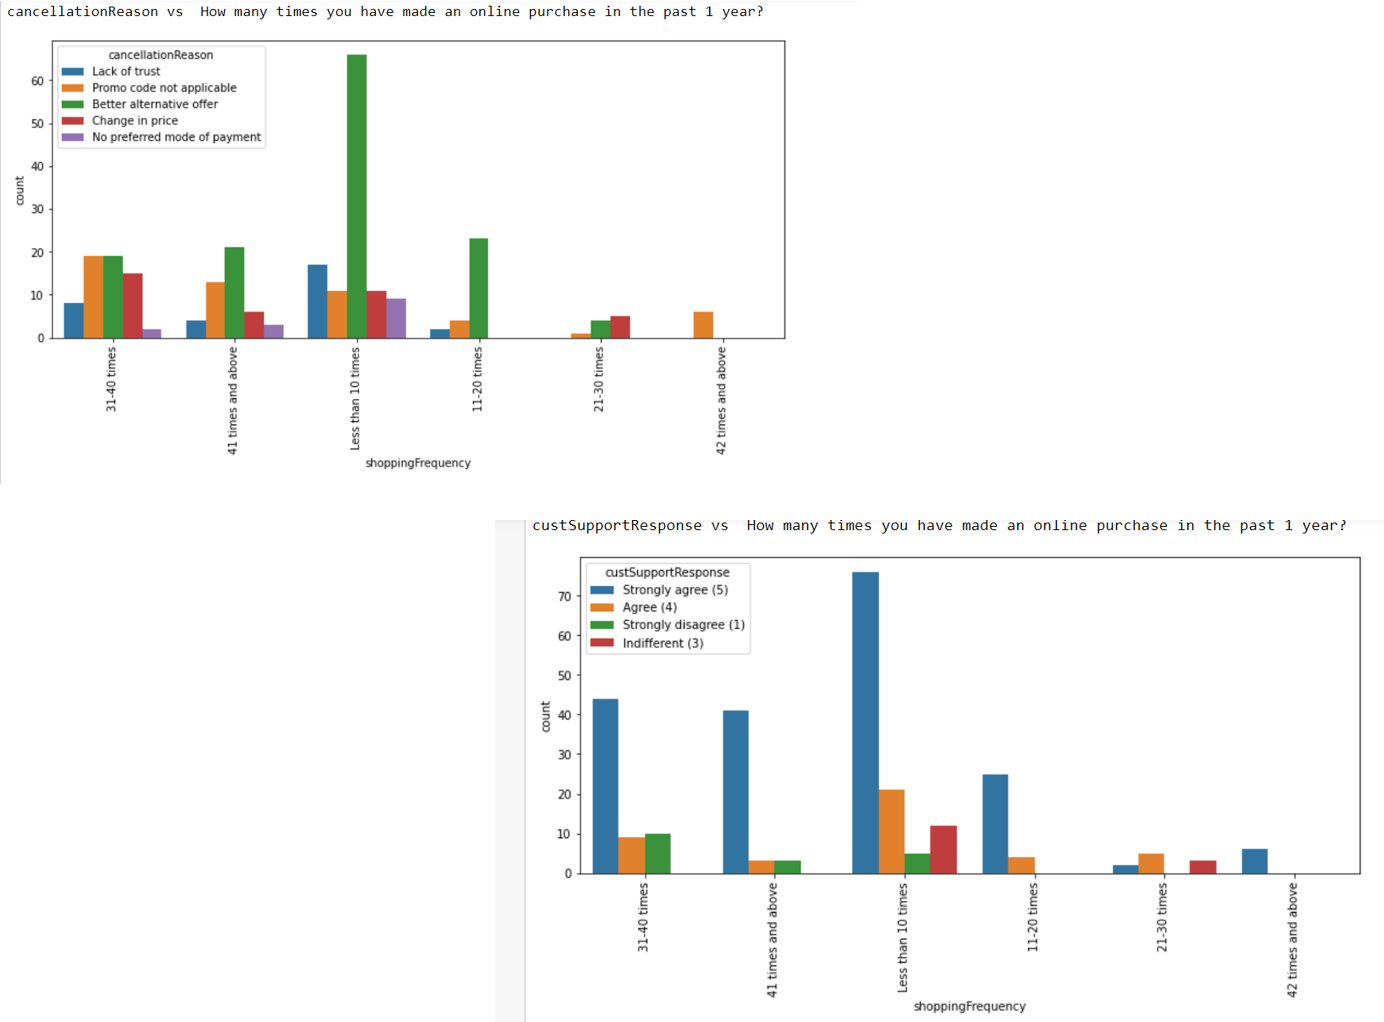 cancellationReason vs  How many times you have made an online purchase in the past 1 year?
cancellationReason
Lack of trust
Promo code not applicable
Better alternative offer
Change in price
No preferred mode of payment
60
50
40
30
20
10
0
count
31-40 times
41 times and above
Less than 10 times
11-20 times
21-30 times
42 times and above
shoppingFrequency
custSupportResponse vs  How many times you have made an online purchase in the past 1 year?
custSupportResponse
Strongly agree (5)
Agree (4)
Strongly disagree (1)
Indifferent (3)
70
60
50
40
30
20
10
0
count
31-40 times
41 times and above
Less than 10 times
11-20 times
21-30 times
42 times and above
shoppingFrequency